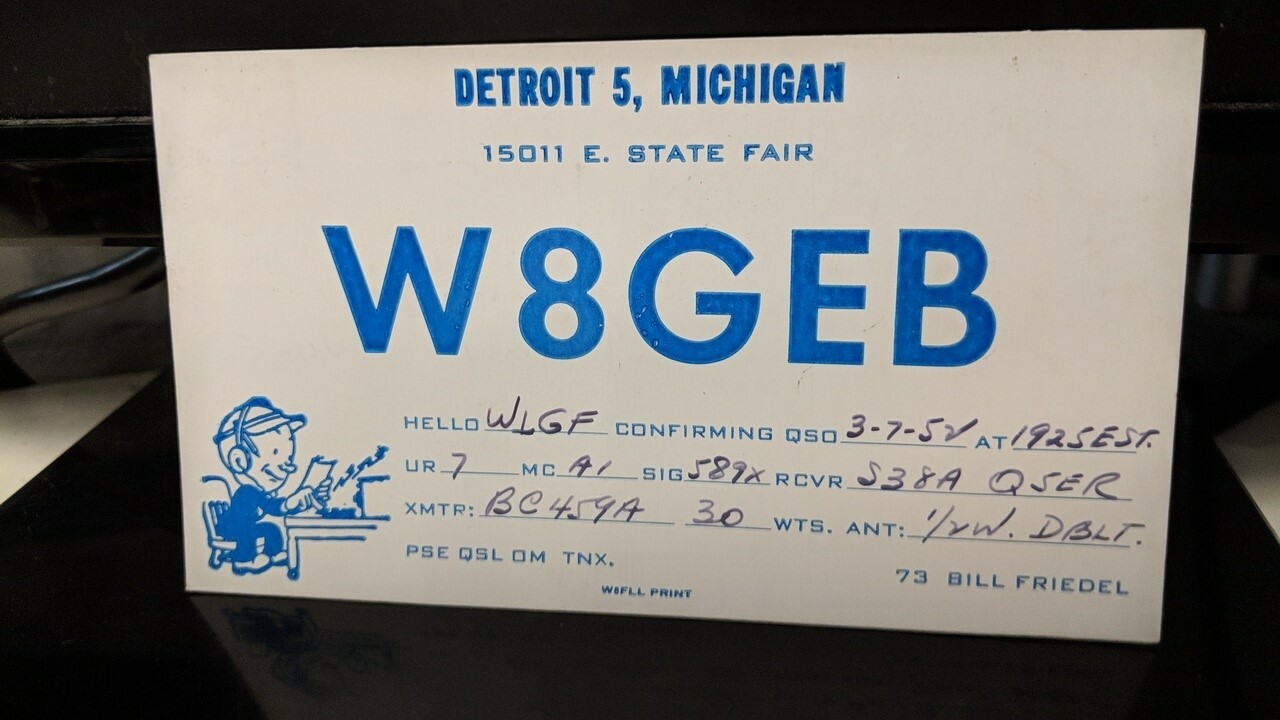 DETROIT 5, MICHIGAN
15011 E. STATE FAIR
W8GEB
HELLO W1GF CONFIRMING QSO 3-7-52 AT 1925 EST.
UR 7 MC A1 SIG 589X RCVR S38A Q5ER
XMTR: BC459A 30 WTS. ANT: 1/2W. DBLT.
PSE QSL OM TNX.
73 BILL FRIEDEL
W8FLL PRINT